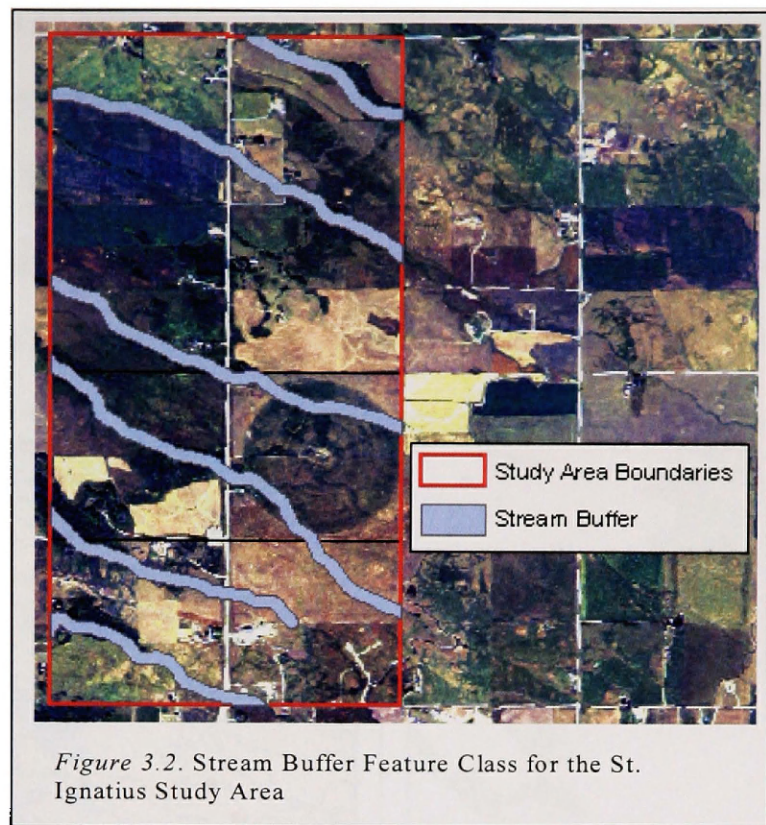 Study Area Boundaries
Stream Buffer
Figure 3.2. Stream Buffer Feature Class for the St.
Ignatius Study Area